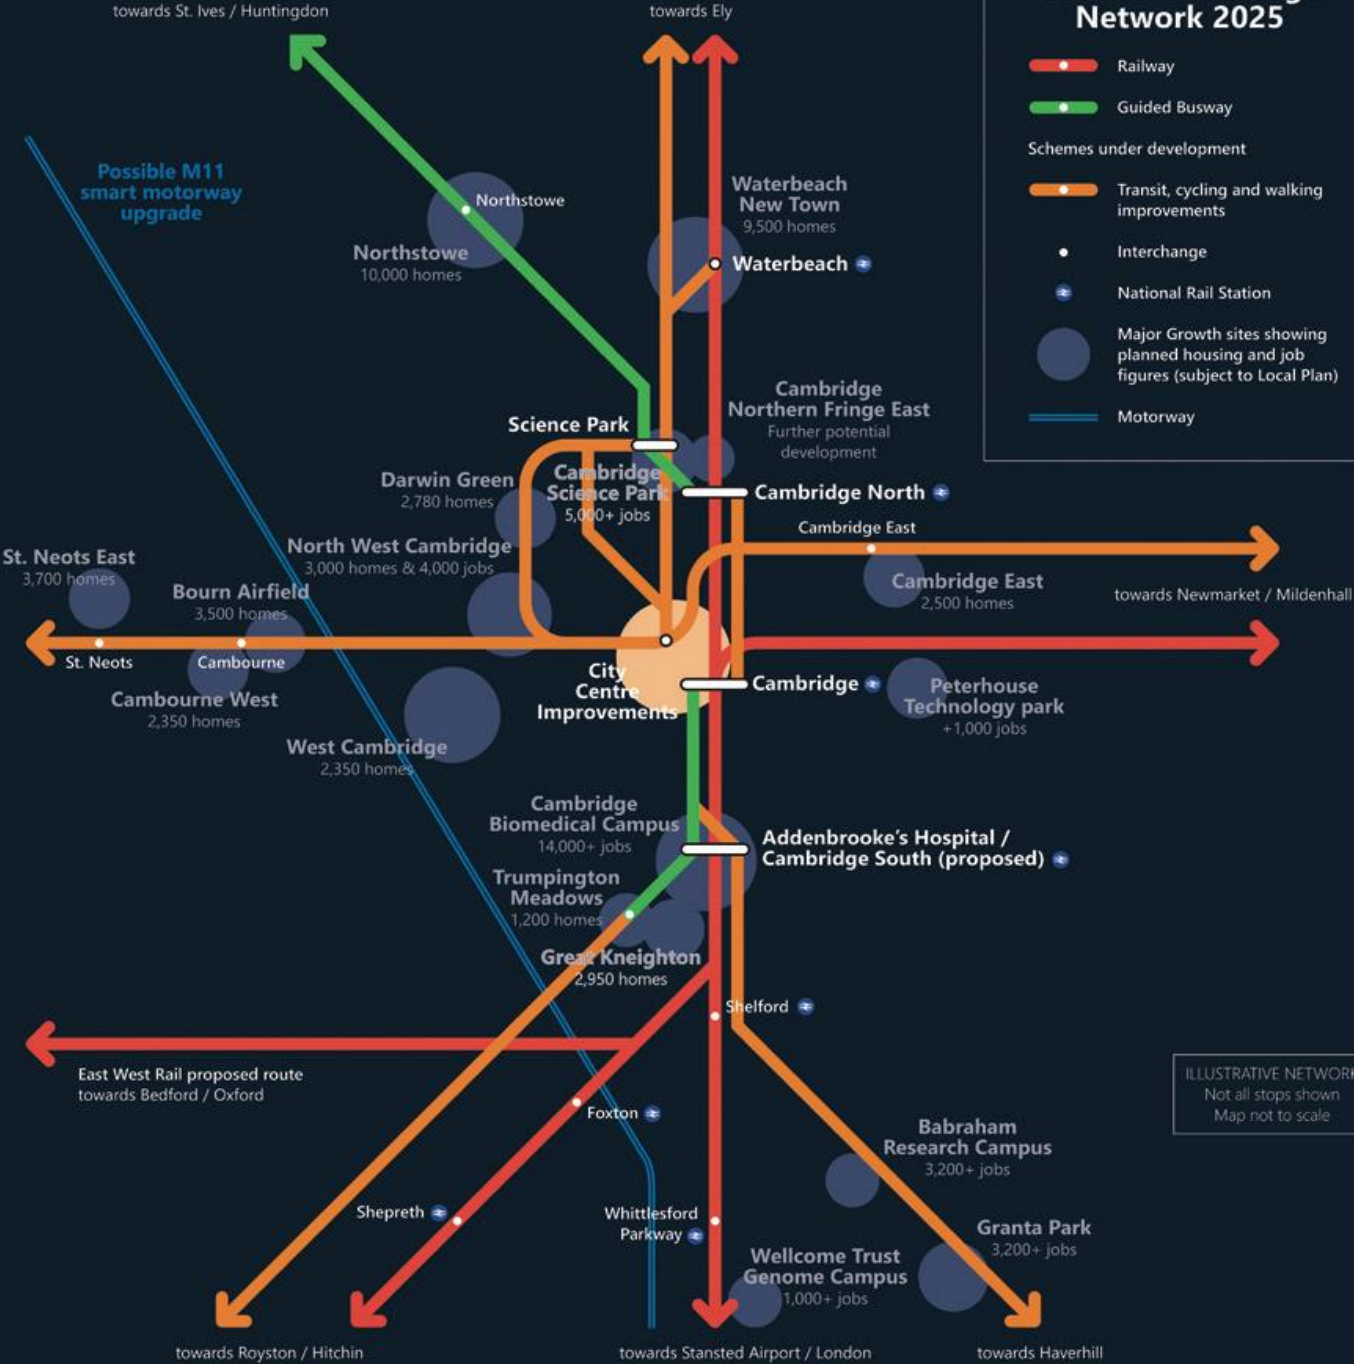 towards St. Ives / Huntingdon
towards Ely
Network 2025
Railway
Guided Busway
Schemes under development
Transit, cycling and walking
improvements
Interchange
National Rail Station
Major Growth sites showing
planned housing and job
figures (subject to Local Plan)
Motorway
Possible M11
smart motorway
upgrade
Northstowe
Northstowe
10,000 homes
Waterbeach
New Town
9,500 homes
Waterbeach
Cambridge
Northern Fringe East
Further potential
development
Science Park
Cambridge
Science Park
5,000+ jobs
Darwin Green
2,780 homes
Cambridge North
Cambridge East
North West Cambridge
3,000 homes & 4,000 jobs
St. Neots East
3,700 homes
Bourn Airfield
3,500 homes
Cambridge East
2,500 homes
towards Newmarket / Mildenhall
St. Neots
Cambourne
Cambourne West
2,350 homes
City
Centre
Improvements
Cambridge
Peterhouse
Technology park
+1,000 jobs
West Cambridge
2,350 homes
Cambridge
Biomedical Campus
14,000+ jobs
Addenbrooke's Hospital /
Cambridge South (proposed)
Trumpington
Meadows
1,200 homes
Great Kneighton
2,950 homes
Shelford
East West Rail proposed route
towards Bedford / Oxford
Foxton
ILLUSTRATIVE NETWORK
Not all stops shown
Map not to scale
Babraham
Research Campus
3,200+ jobs
Shepreth
Whittlesford
Parkway
Granta Park
3,200+ jobs
Wellcome Trust
Genome Campus
1,000+ jobs
towards Royston / Hitchin
towards Stansted Airport / London
towards Haverhill